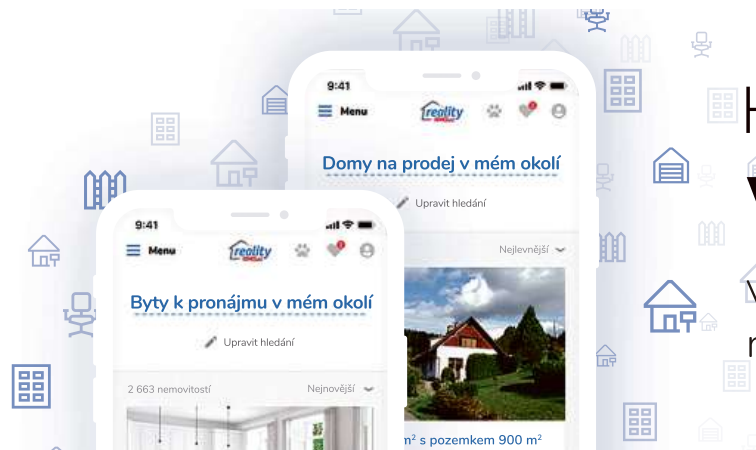 9:41
Menu
reality
Domy na prodej v mém okolí
Upravit hledání
Nejlevnější
m² s pozemkem 900 m²
9:41
Menu
reality
Byty k pronájmu v mém okolí
Upravit hledání
2 663 nemovitostí
Nejnovější